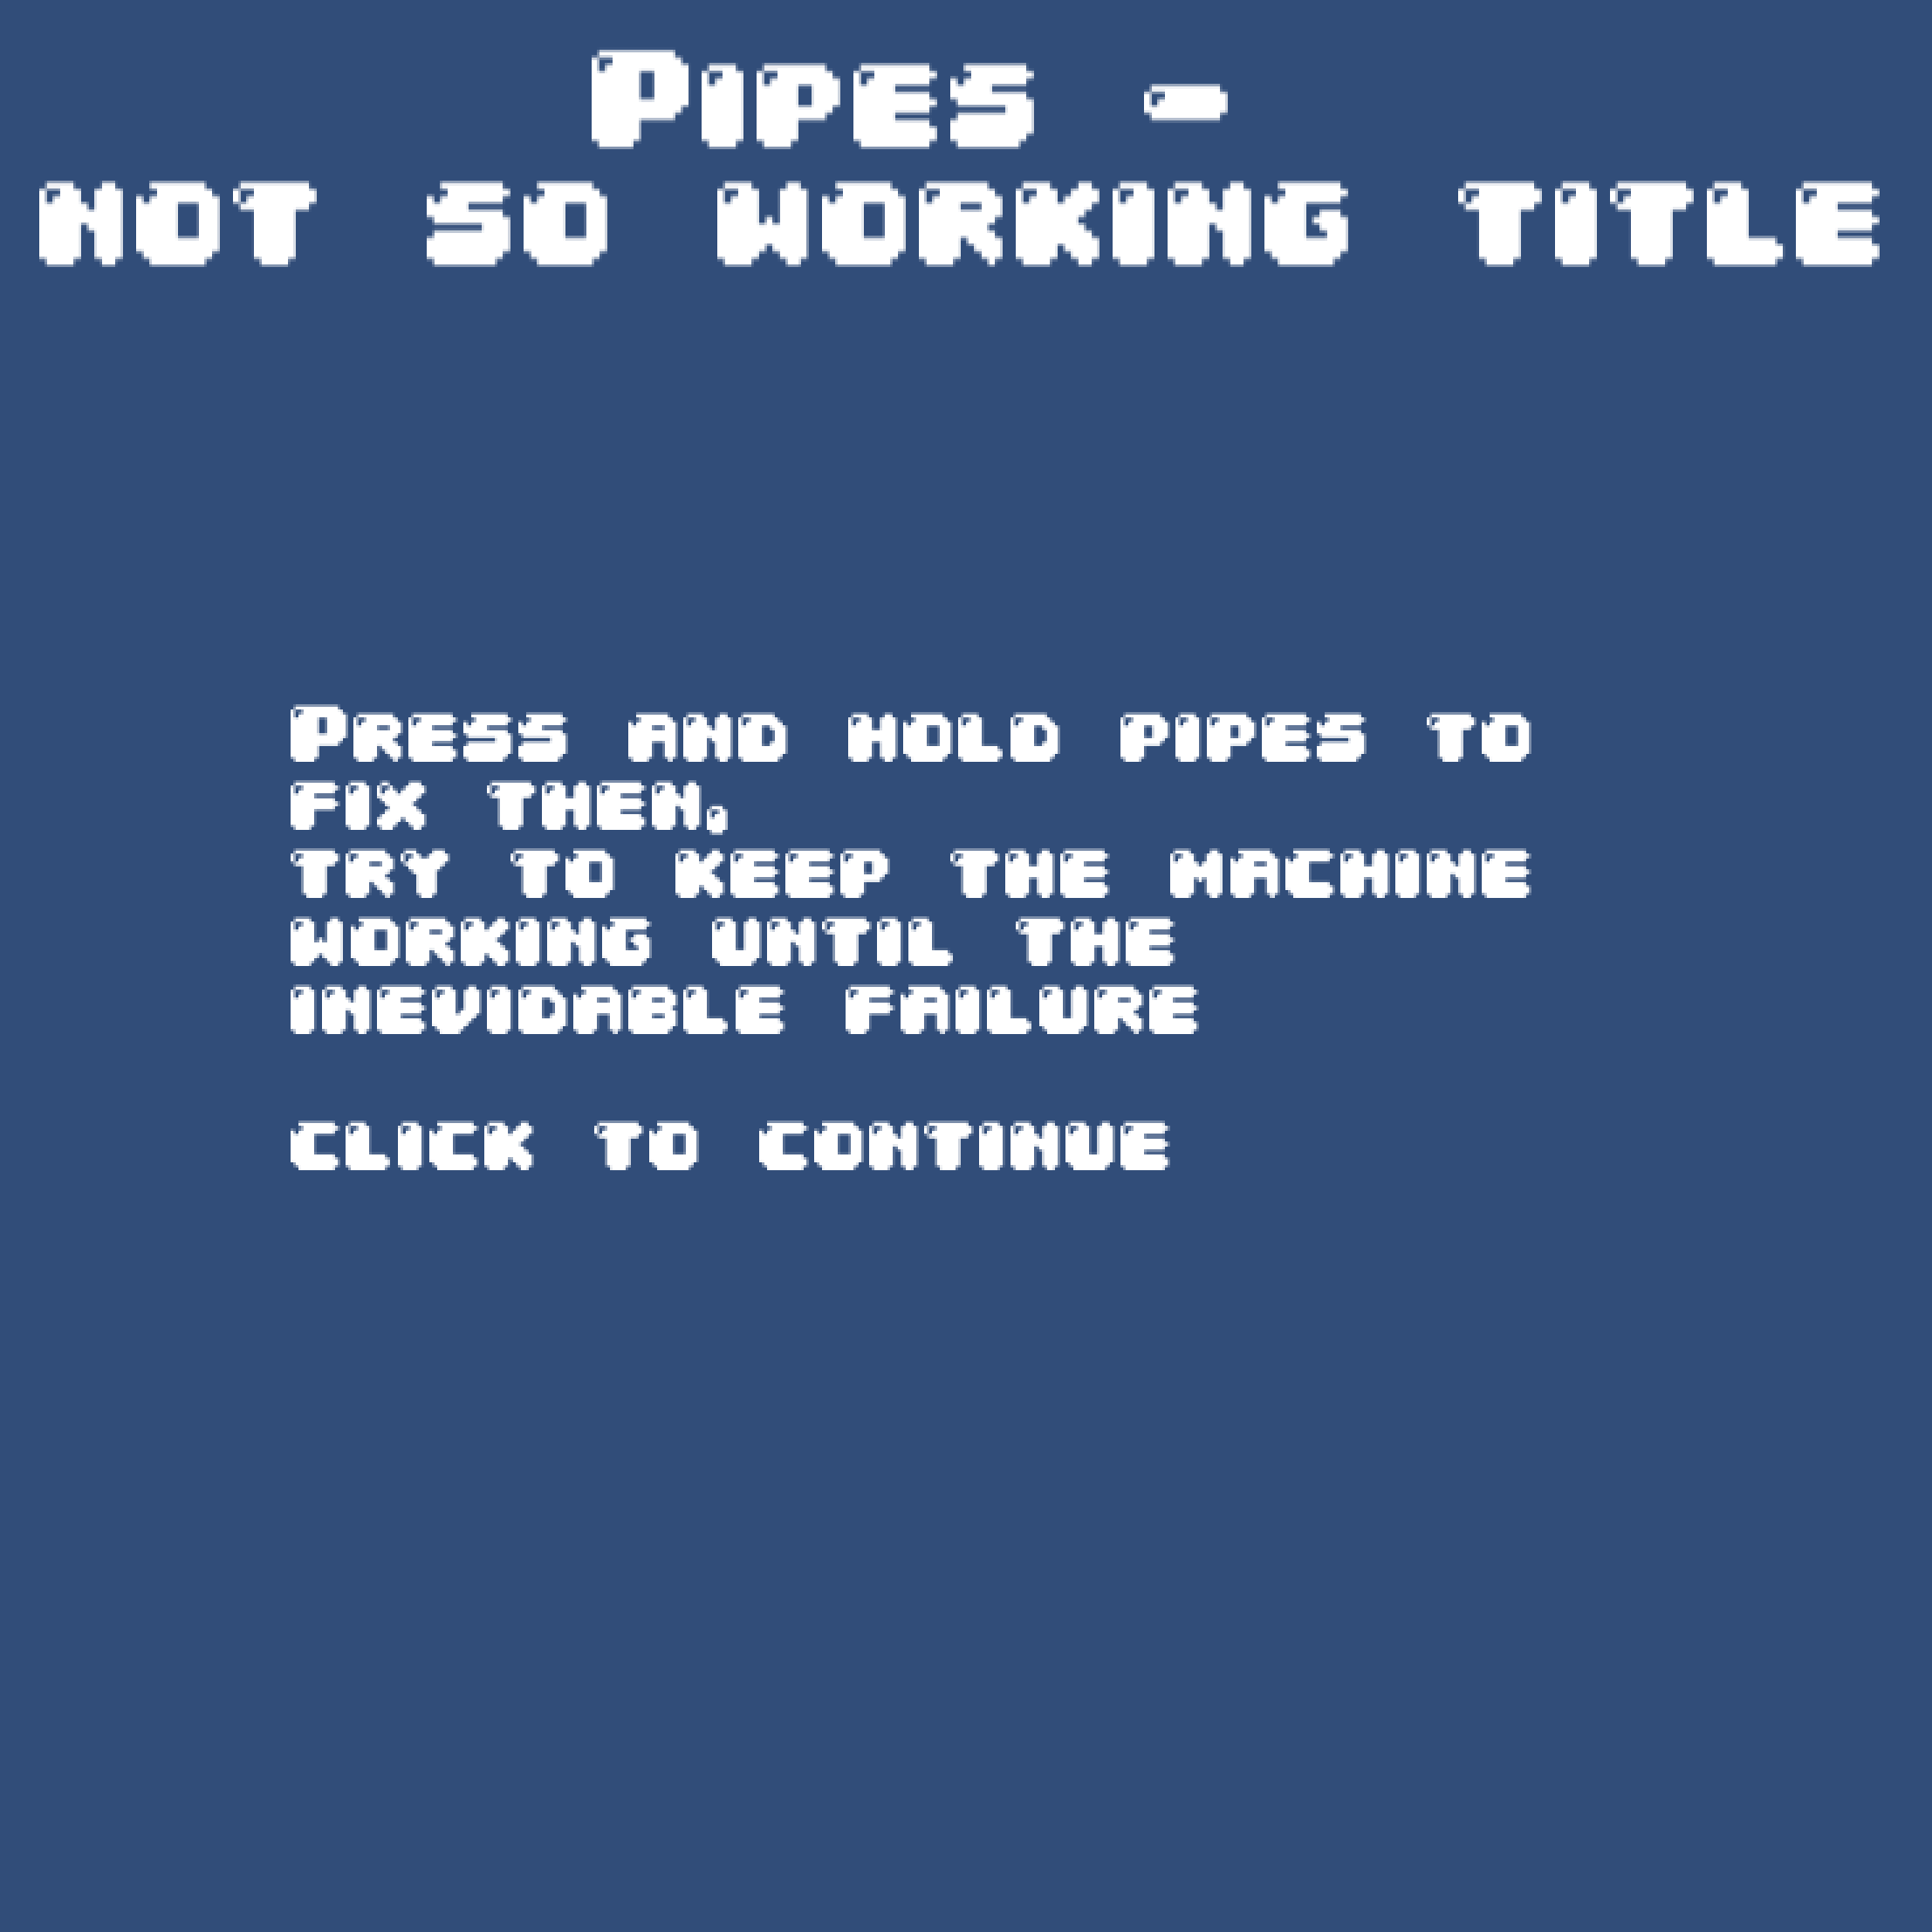 Pipes -
not so working title
Press and hold pipes to
fix then,
try to keep the machine
working until the
inevidable failure
click to continue